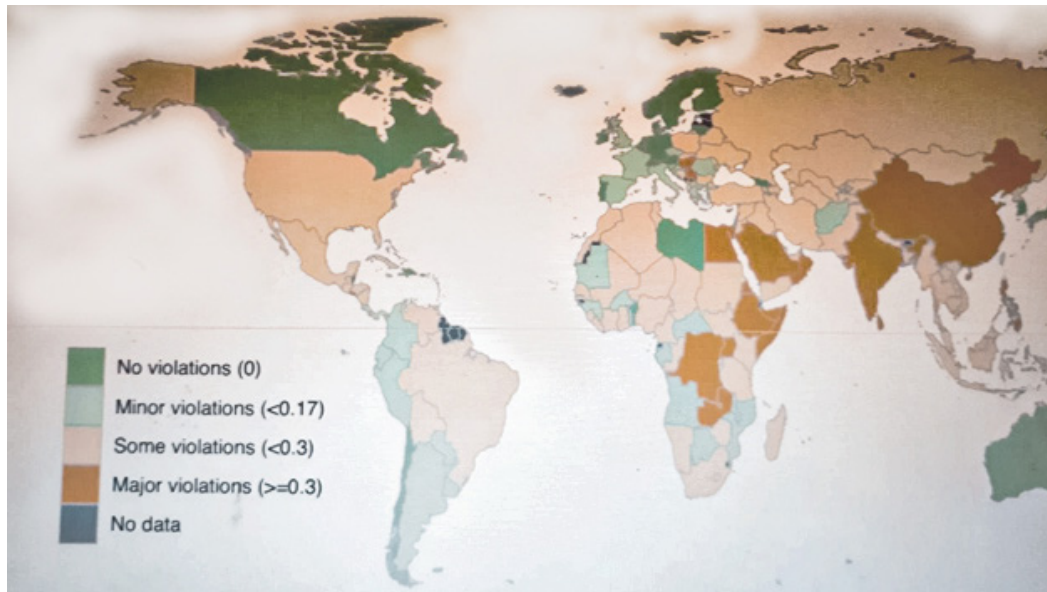 No violations (0)
Minor violations (<0.17)
Some violations (<0.3)
Major violations (>=0.3)
No data